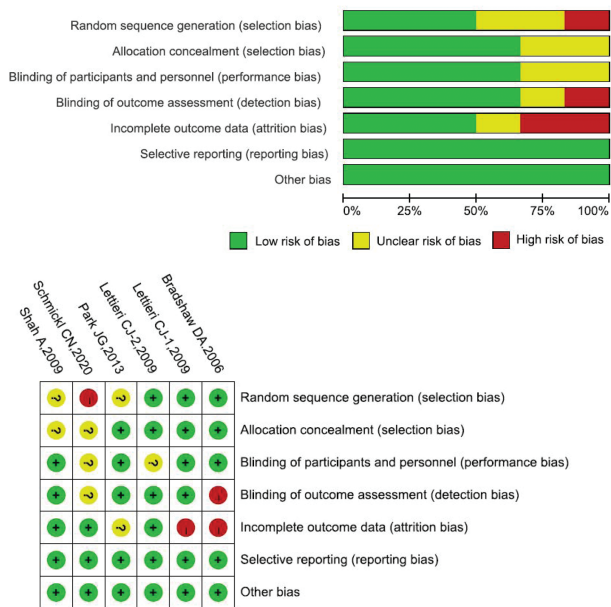 Random sequence generation (selection bias)
Allocation concealment (selection bias)
Blinding of participants and personnel (performance bias)
Blinding of outcome assessment (detection bias)
Incomplete outcome data (attrition bias)
Selective reporting (reporting bias)
Other bias
0% 25% 50% 75% 100%
Low risk of bias Unclear risk of bias High risk of bias
Shah A,2009
Schmickl CN,2020
Park JG,2013
Lettieri CJ-2,2009
Lettieri CJ-1,2009
Bradshaw DA,2006
? - ? + + + Random sequence generation (selection bias)
? ? + + + + Allocation concealment (selection bias)
+ ? + ? + + Blinding of participants and personnel (performance bias)
+ ? + + + - Blinding of outcome assessment (detection bias)
+ + ? + - - Incomplete outcome data (attrition bias)
+ + + + + + Selective reporting (reporting bias)
+ + + + + + Other bias